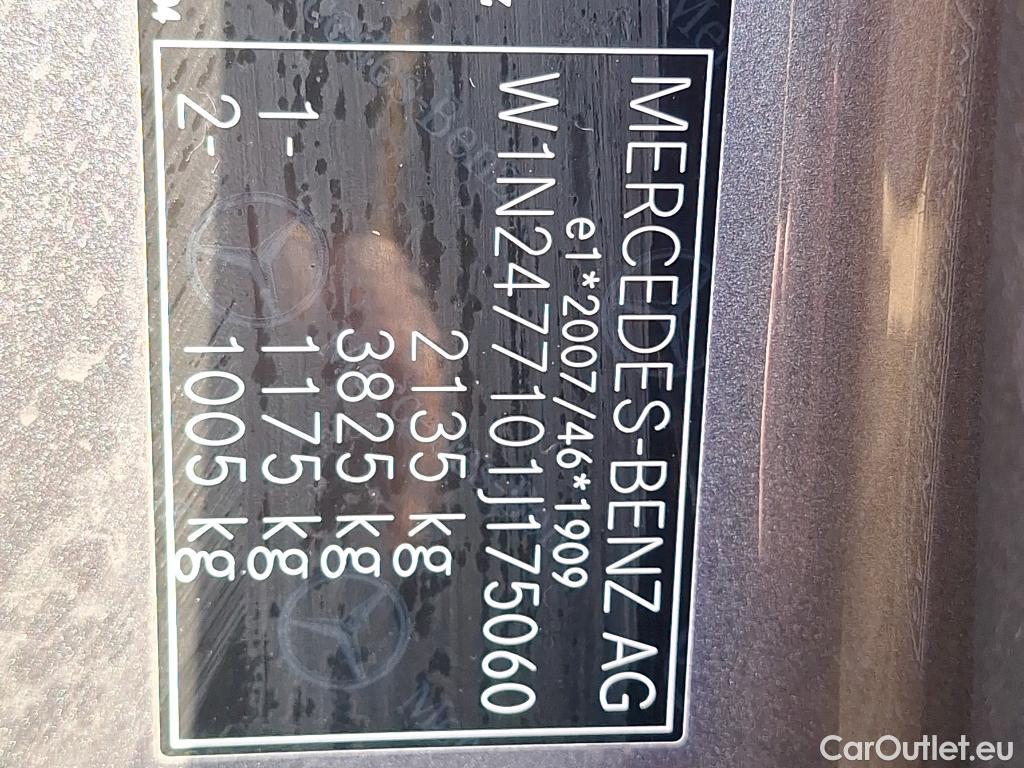 MERCEDES-BENZ AG
e1*2007/46*1909
W1N2477101J175060
2135 kg
3825 kg
1- 1175 kg
2- 1005 kg
CarOutlet.eu